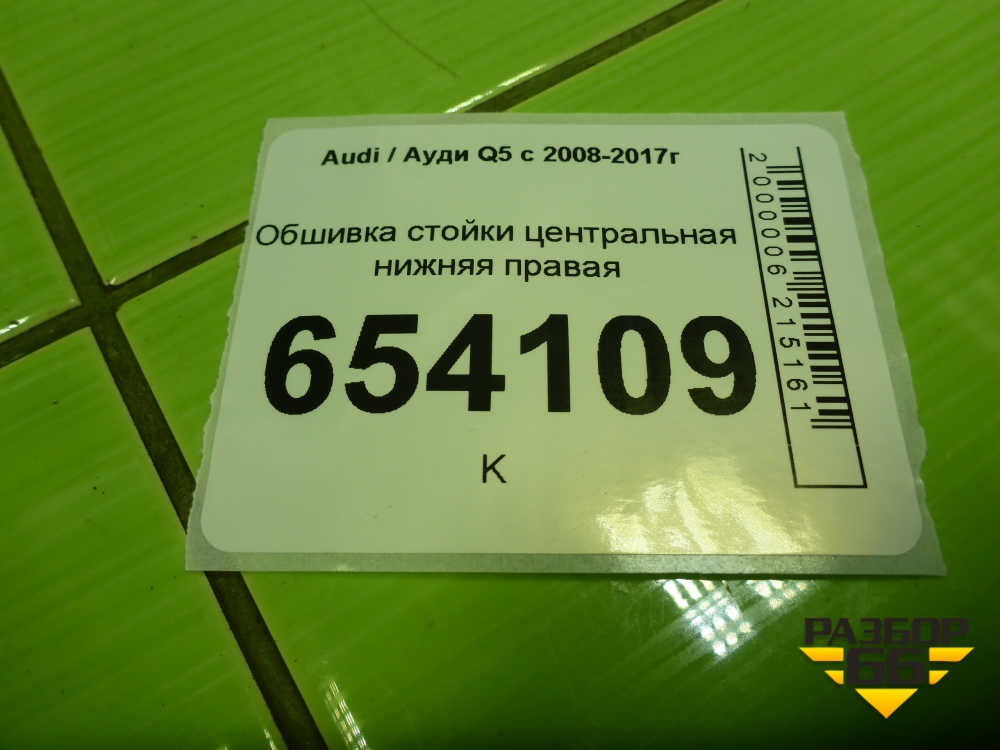 Audi / Ауди Q5 с 2008-2017г
Обшивка стойки центральная
нижняя правая
654109
К
2000006215161
РАЗБОР
66